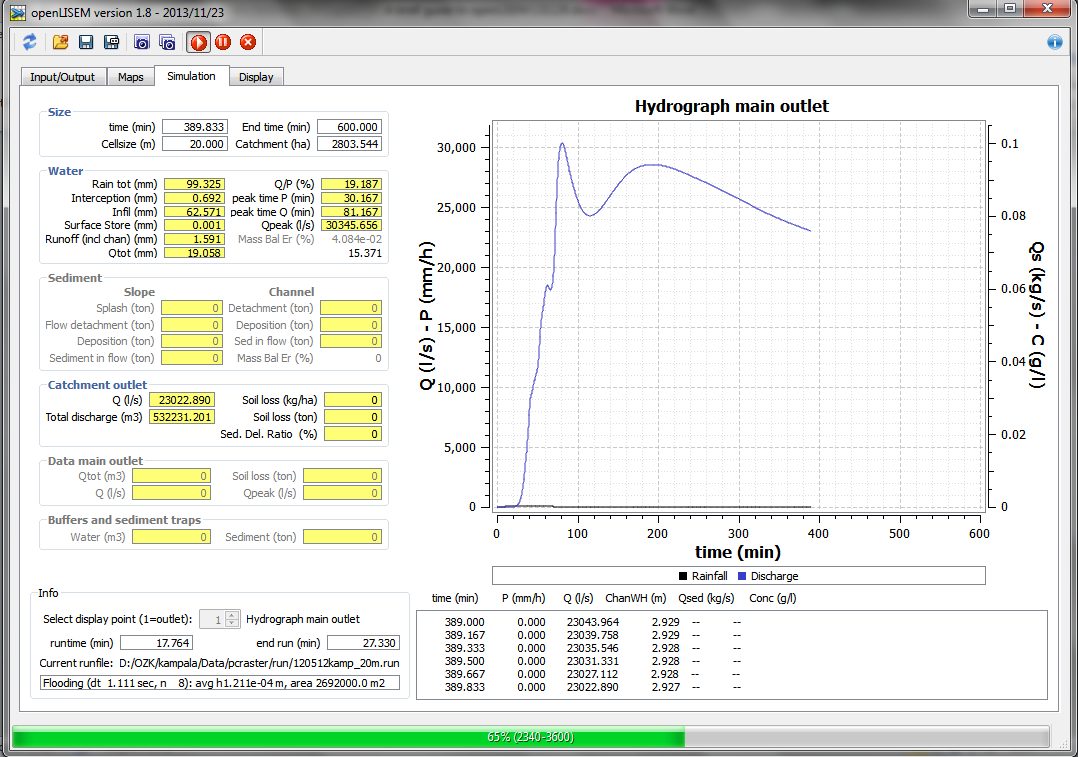 openLISEM version 1.8 - 2013/11/23
Input/Output Maps Simulation Display
Size
time (min) 389.833 End time (min) 600.000
Cellsize (m) 20.000 Catchment (ha) 2803.544
Water
Rain tot (mm) 99.325 Q/P (%) 19.187
Interception (mm) 0.692 peak time P (min) 30.167
Infil (mm) 62.571 peak time Q (min) 81.167
Surface Store (mm) 0.001 Qpeak (l/s) 30345.656
Runoff (incl chan) (mm) 1.591 Mass Bal Er (%) 4.084e-02
Qtot (mm) 19.058 15.371
Sediment
Slope Channel
Splash (ton) 0 Detachment (ton) 0
Flow detachment (ton) 0 Deposition (ton) 0
Deposition (ton) 0 Sed in flow (ton) 0
Sediment in flow (ton) 0 Mass Bal Er (%) 0
Catchment outlet
Q (l/s) 23022.890 Soil loss (kg/ha) 0
Total discharge (m3) 532231.201 Soil loss (ton) 0
Sed. Del. Ratio (%) 0
Data main outlet
Qtot (m3) 0 Soil loss (ton) 0
Q (l/s) 0 Qpeak (l/s) 0
Buffers and sediment traps
Water (m3) 0 Sediment (ton) 0
Info
Select display point (1=outlet): 1 Hydrograph main outlet
runtime (min) 17.764 end run (min) 27.330
Current runfile: D:/OZK/kampala/Data/pcraster/run/120512kamp_20m.run
Flooding (dt 1.111 sec, n 8): avg h1.211e-04 m, area 2692000.0 m2
Hydrograph main outlet
Q (l/s) - P (mm/h)
30,000
25,000
20,000
15,000
10,000
5,000
0
Qs (kg/s) - C (g/l)
0.1
0.08
0.06
0.04
0.02
0
0 100 200 300 400 500 600
time (min)
Rainfall Discharge
time (min) P (mm/h) Q (l/s) ChanWH (m) Qsed (kg/s) Conc (g/l)
389.000 0.000 23043.964 2.929 -- --
389.167 0.000 23039.758 2.929 -- --
389.333 0.000 23035.546 2.928 -- --
389.500 0.000 23031.331 2.928 -- --
389.667 0.000 23027.112 2.928 -- --
389.833 0.000 23022.890 2.927 -- --
65% (2340-3600)